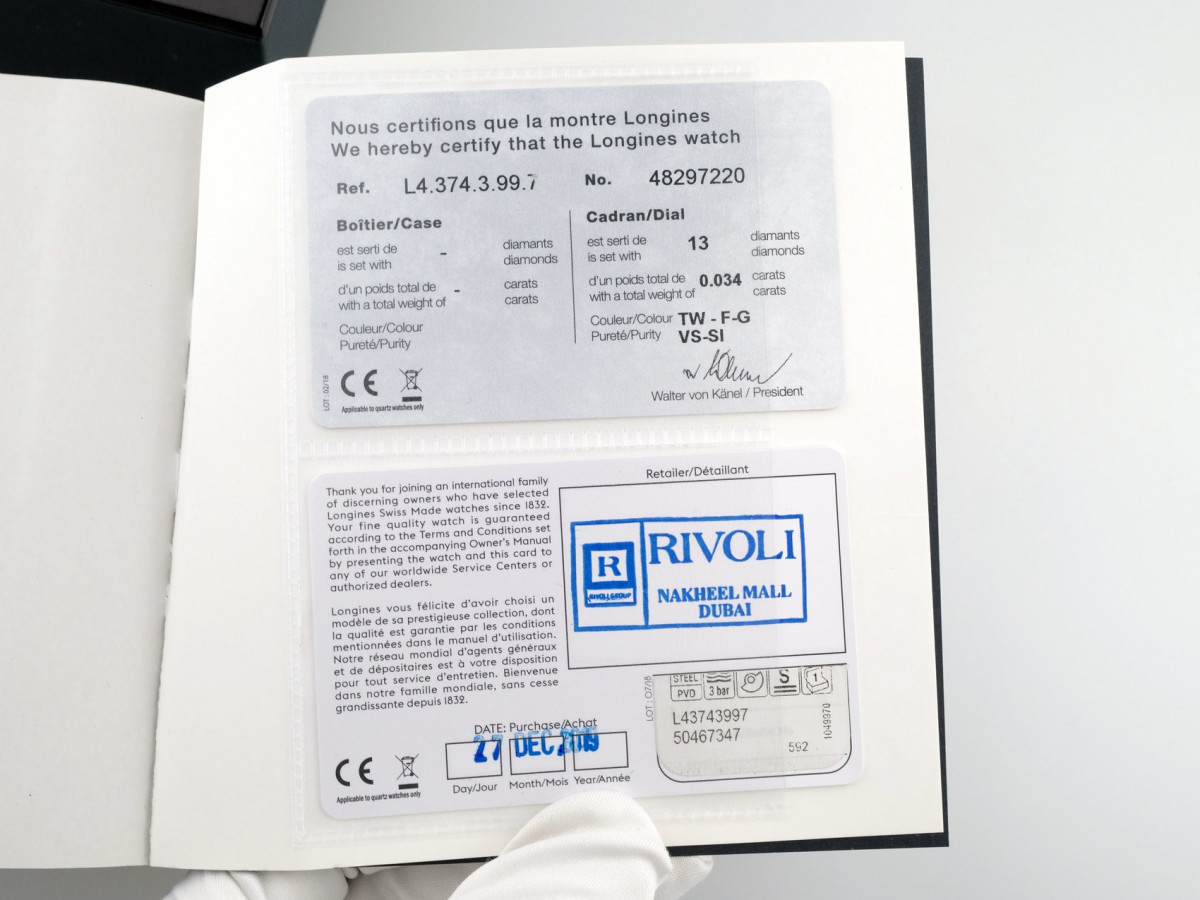 Nous certifions que la montre Longines
We hereby certify that the Longines watch
Ref. L4.374.3.99.7 No. 48297220
Boîtier/Case
est serti de - diamants
is set with diamonds
d'un poids total de - carats
with a total weight of carats
Couleur/Colour
Pureté/Purity
Cadran/Dial
est serti de 13 diamants
is set with diamonds
d'un poids total de 0.034 carats
with a total weight of carats
Couleur/Colour TW - F-G
Pureté/Purity VS-SI
Walter von Känel / President
LOT : 02/18
CE
Applicable to quartz watches only
Thank you for joining an international family
of discerning owners who have selected
Longines Swiss Made watches since 1832.
Your fine quality watch is guaranteed
according to the Terms and Conditions set
forth in the accompanying Owner's Manual
by presenting the watch and this card to
any of our worldwide Service Centers or
authorized dealers.
Longines vous félicite d'avoir choisi un
modèle de sa prestigieuse collection, dont
la qualité est garantie par les conditions
mentionnées dans le manuel d'utilisation.
Notre réseau mondial d'agents généraux
et de dépositaires est à votre disposition
pour tout service d'entretien. Bienvenue
dans notre famille mondiale, sans cesse
grandissante depuis 1832.
Retailer/Détaillant
R
RIVOLI GROUP
RIVOLI
NAKHEEL MALL
DUBAI
DATE: Purchase/Achat
27 DEC 2019
Day/Jour Month/Mois Year/Année
CE
Applicable to quartz watches only
LOT : 07/18
STEEL
PVD 3 bar S 1
L43743997
50467347
592
1049970